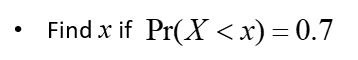 • Find x if Pr(X < x) = 0.7